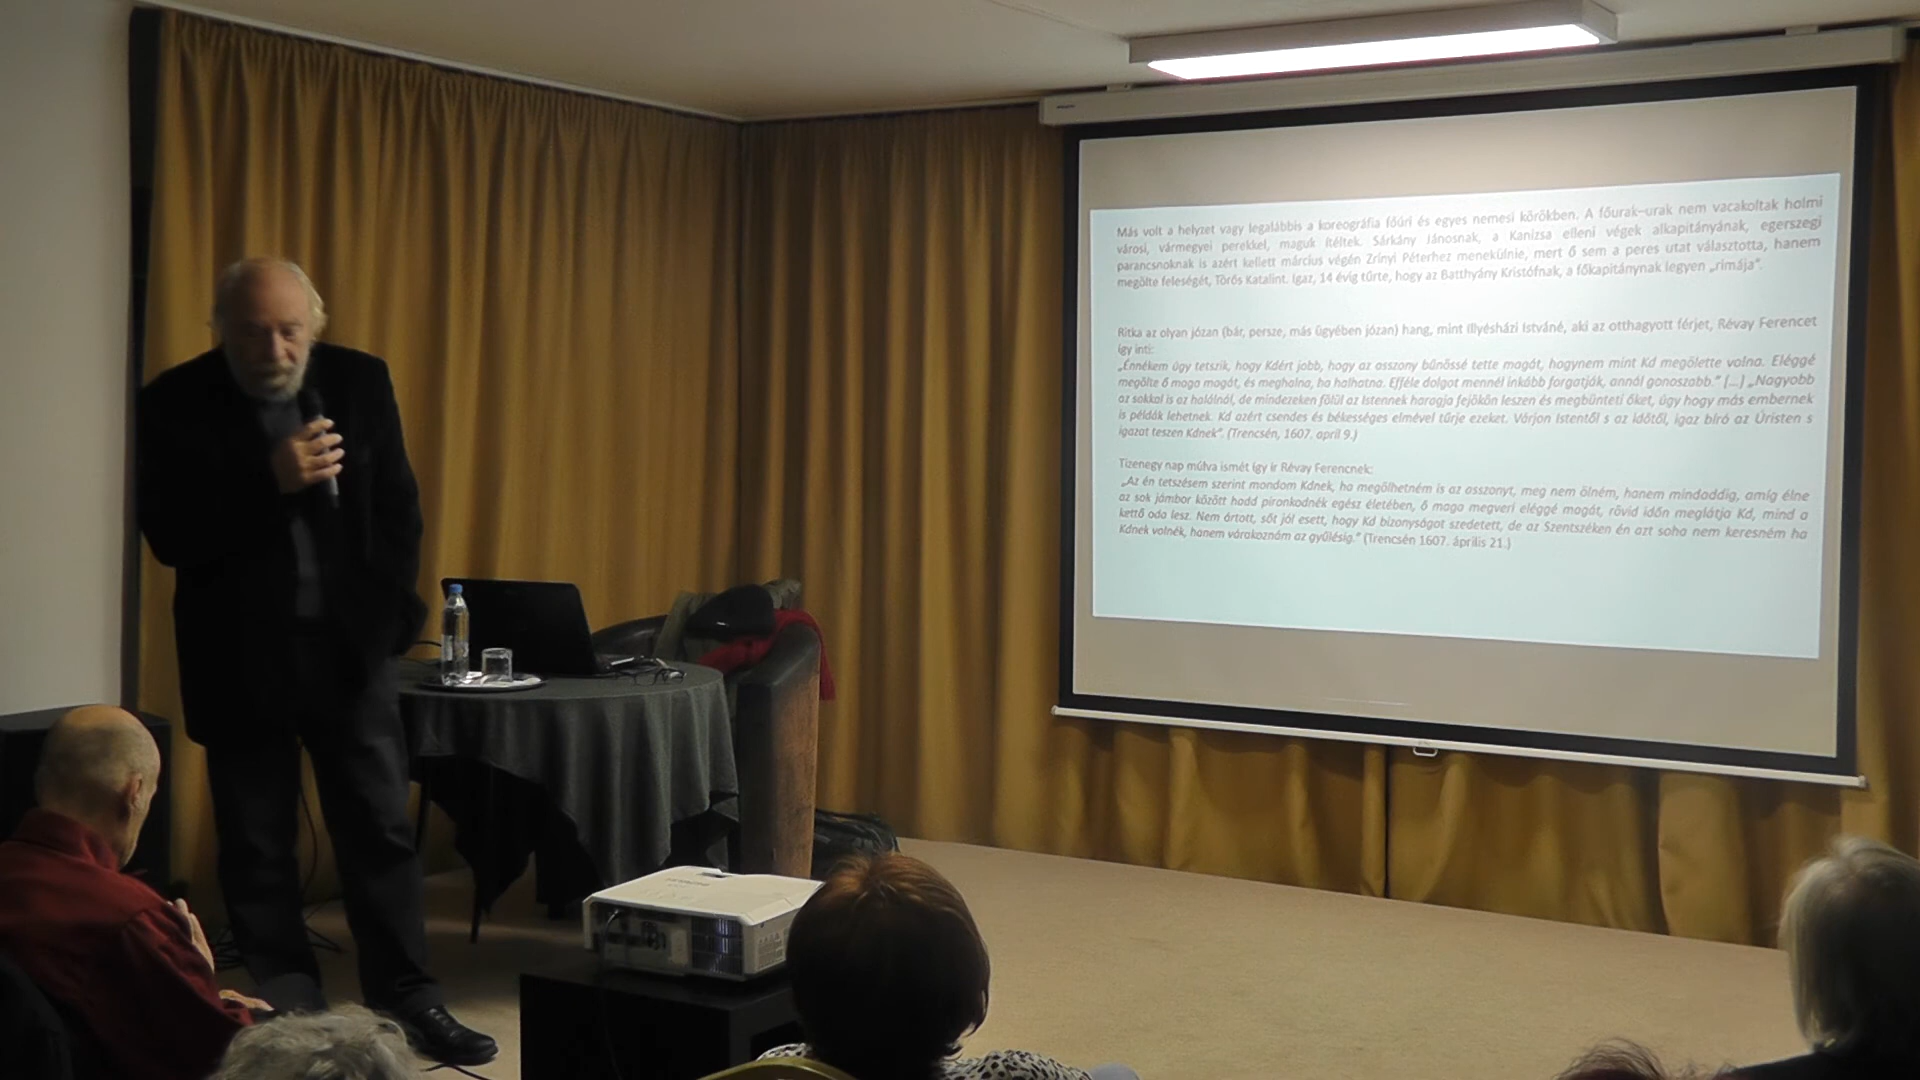 Más volt a helyzet vagy legalábbis a koreográfia főúri és egyes nemesi körökben. A főurak–urak nem vacakoltak holmi
városi, vármegyei perekkel, maguk ítéltek. Sárkány Jánosnak, a Kanizsa elleni végek alkapitányának, egerszegi
parancsnoknak is azért kellett március végén Zrínyi Péterhez menekülnie, mert ő sem a peres utat választotta, hanem
megölte feleségét, Törös Katalint. Igaz, 14 évig tűrte, hogy az Batthyány Kristófnak, a főkapitánynak legyen „rimája”.
Ritka az olyan józan (bár, persze, más ügyében józan) hang, mint Illyésházi Istváné, aki az otthagyott férjet, Révay Ferencet
így inti:
„Énnékem úgy tetszik, hogy Kdért jobb, hogy az asszony bűnössé tette magát, hogynem mint Kd megölette volna. Eléggé
megölte ő maga magát, és meghalna, ha halhatna. Efféle dolgot mennél inkább forgatják, annál gonoszabb.” (...) „Nagyobb
az sokkal is az halálnál, de mindezeken fölül az Istennek haragja fejökön leszen és megbünteti őket, úgy hogy más embernek
is példák lehetnek. Kd azért csendes és békességes elmével tűrje ezeket. Várjon Istentől s az időtől, igaz bíró az Úristen s
igazat teszen Kdnek”. (Trencsén, 1607. april 9.)
Tizenegy nap múlva ismét így ír Révay Ferencnek:
„Az én tetszésem szerint mondom Kdnek, ha megölhetném is az asszonyt, meg nem ölném, hanem mindaddig, amíg élne
az sok jámbor között hadd pironkodnék egész életében, ő maga megveri eléggé magát, rövid időn meglátja Kd, mind a
kettő oda lesz. Nem ártott, sőt jól esett, hogy Kd bizonyságot szedetett, de az Szentszéken én azt soha nem keresném ha
Kdnek volnék, hanem várakoznám az gyűlésig.” (Trencsén 1607. április 21.)